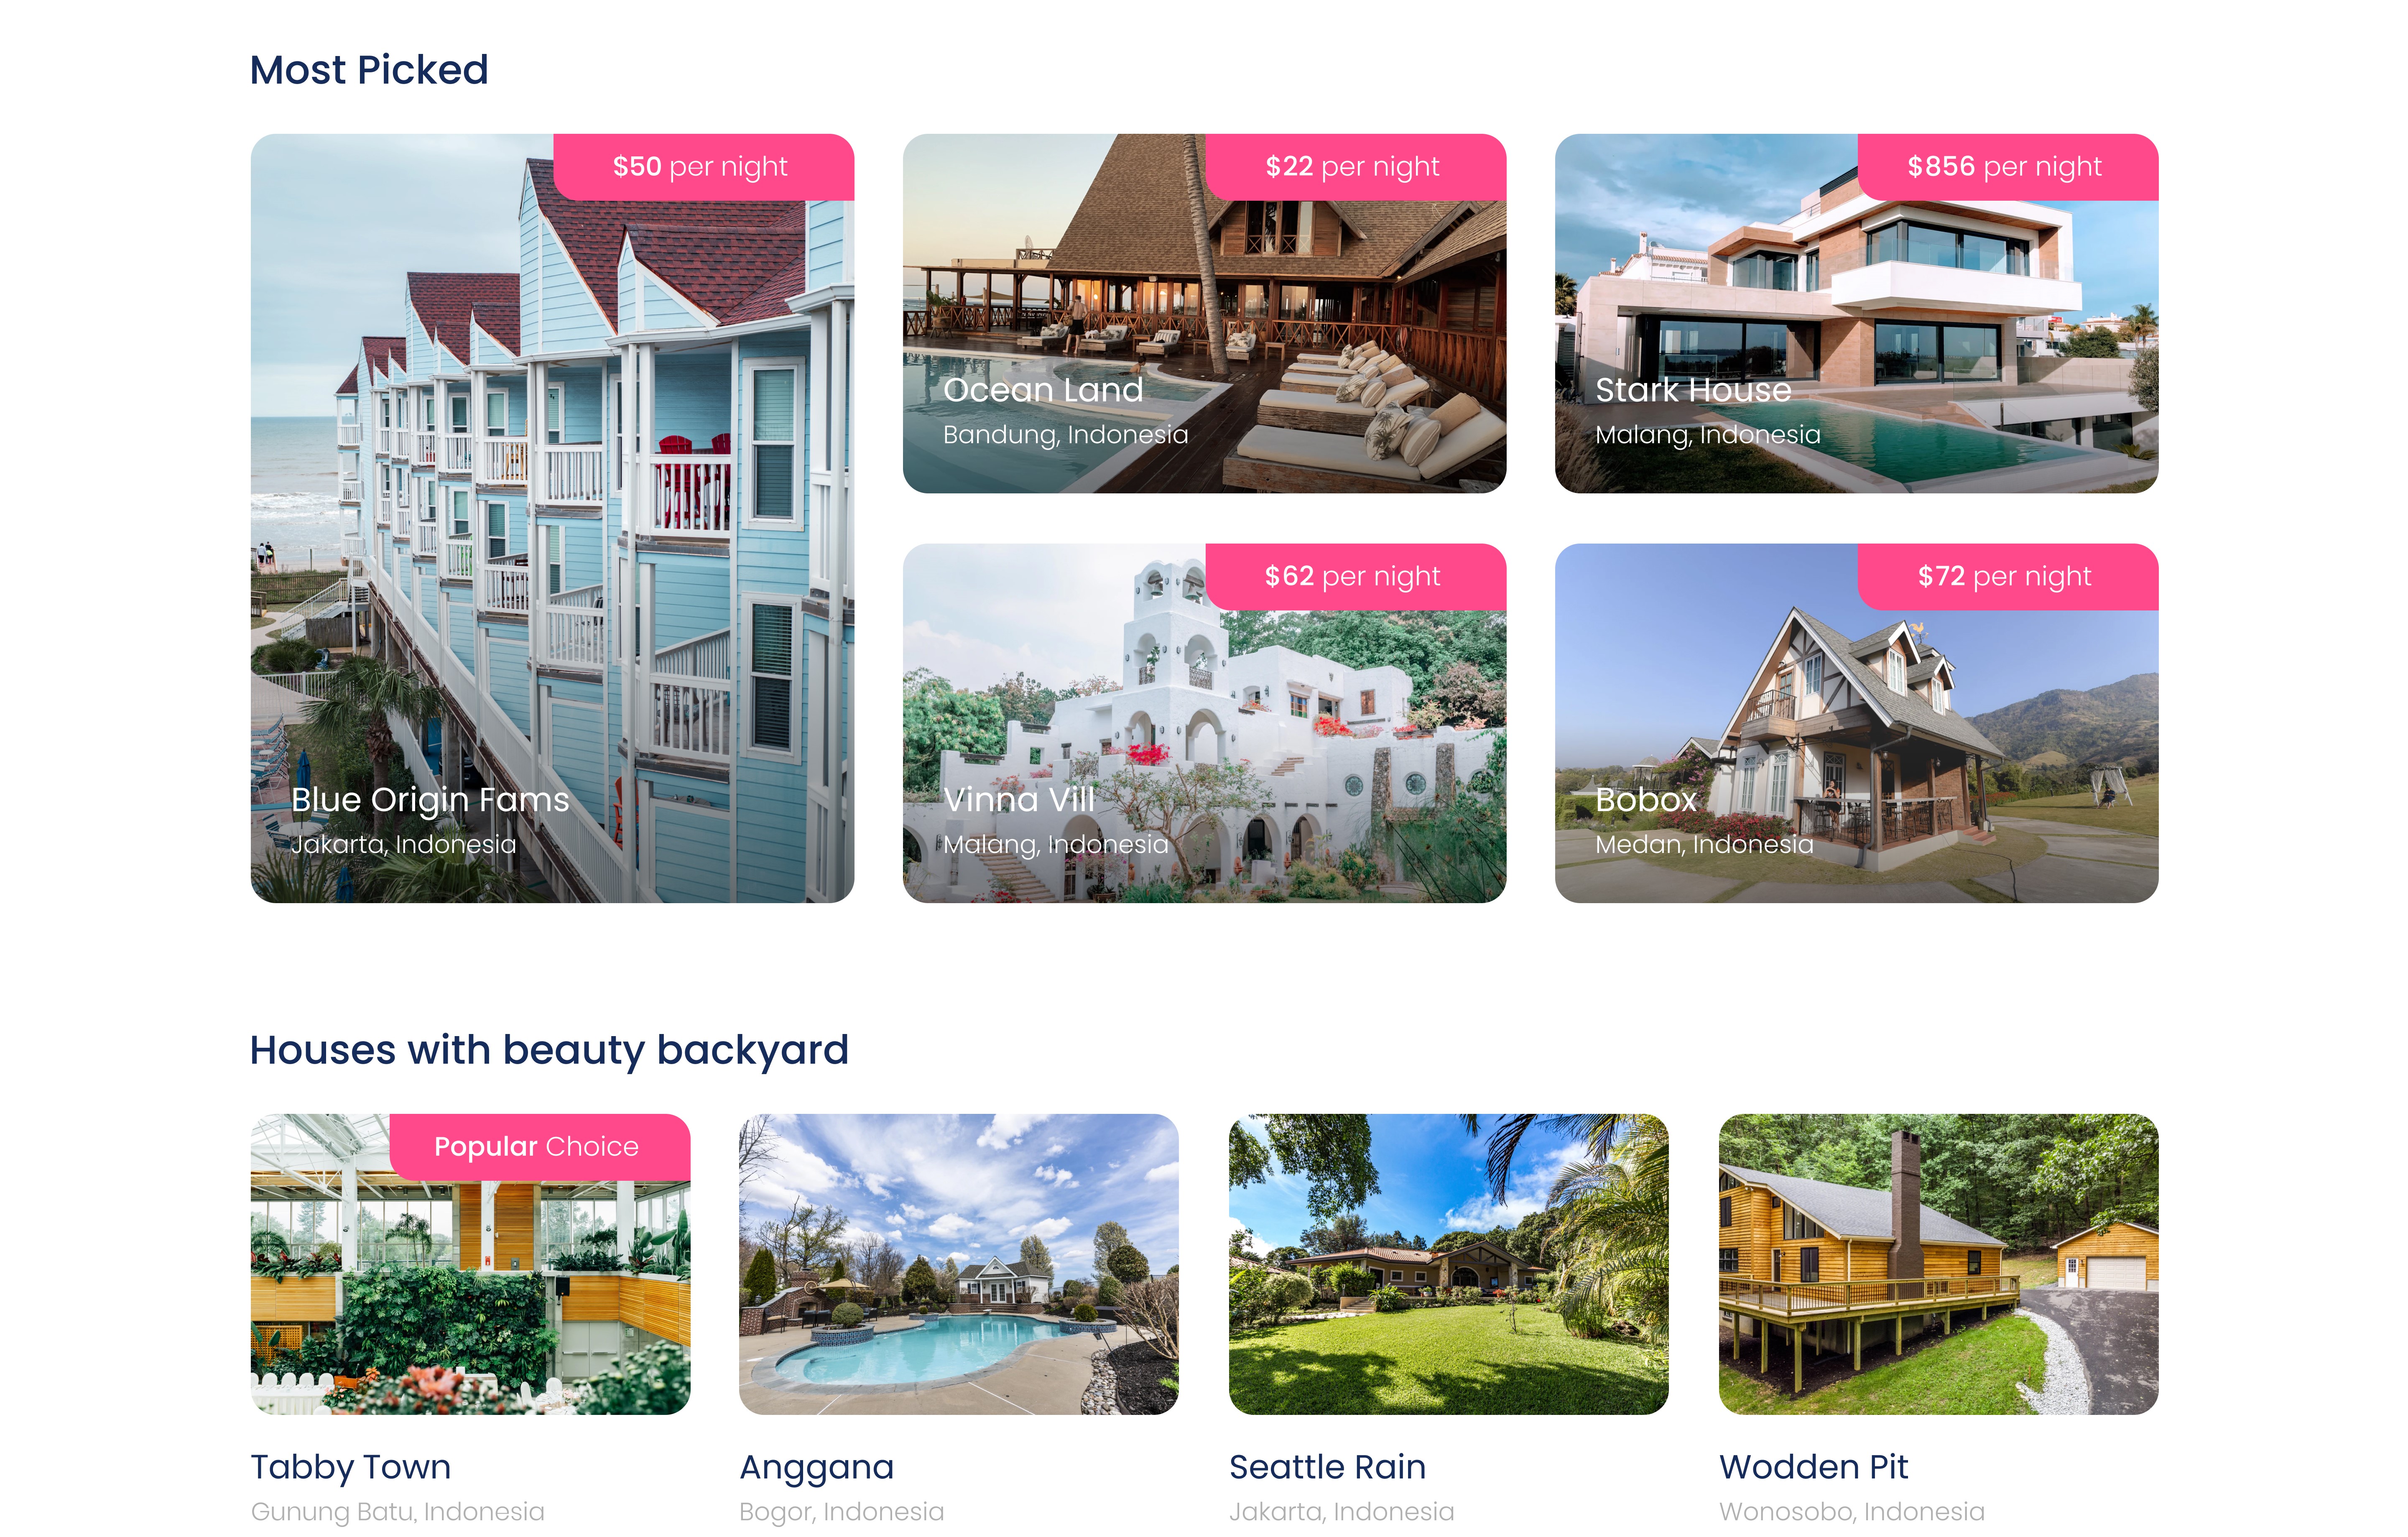 Most Picked
$50 per night
Blue Origin Fams
Jakarta, Indonesia
$22 per night
Ocean Land
Bandung, Indonesia
$856 per night
Stark House
Malang, Indonesia
$62 per night
Vinna Vill
Malang, Indonesia
$72 per night
Bobox
Medan, Indonesia
Houses with beauty backyard
Popular Choice
Tabby Town
Gunung Batu, Indonesia
Anggana
Bogor, Indonesia
Seattle Rain
Jakarta, Indonesia
Wodden Pit
Wonosobo, Indonesia